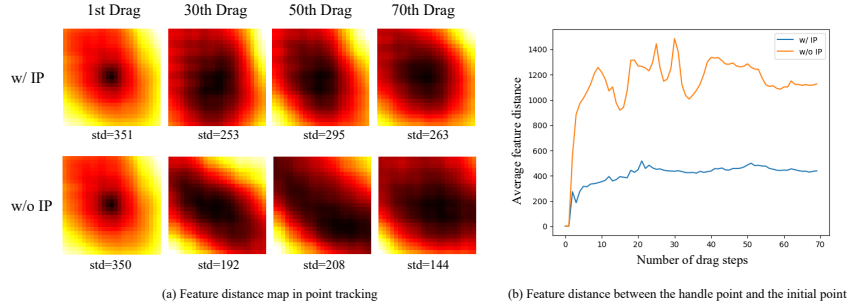 1st Drag 30th Drag 50th Drag 70th Drag
w/ IP
std=351 std=253 std=295 std=263
w/o IP
std=350 std=192 std=208 std=144
(a) Feature distance map in point tracking
w/ IP
w/o IP
Average feature distance
1400
1200
1000
800
600
400
200
0
0 10 20 30 40 50 60 70
Number of drag steps
(b) Feature distance between the handle point and the initial point